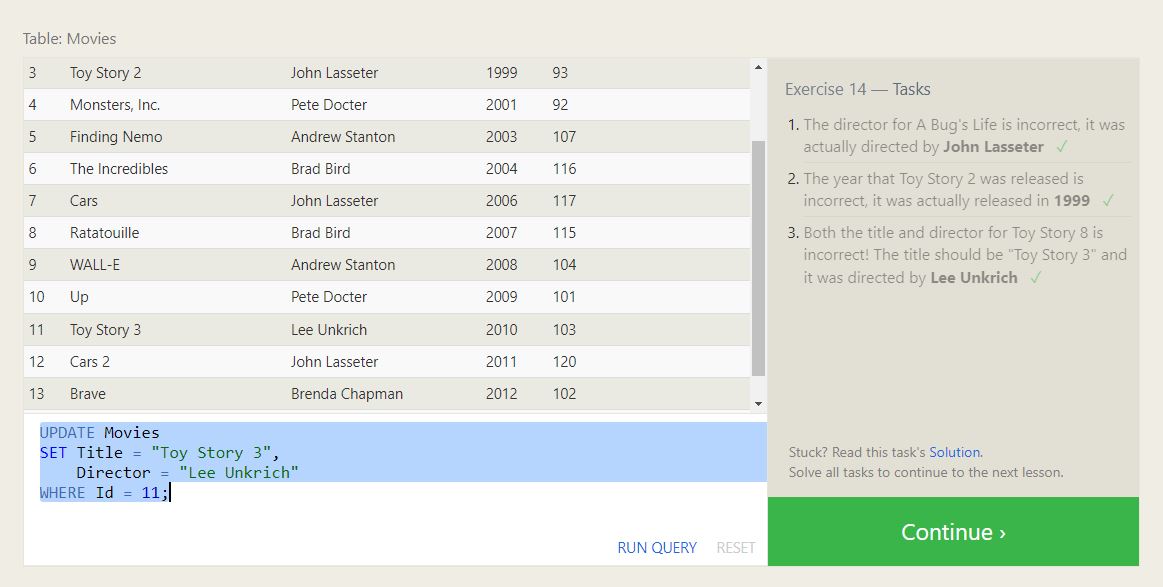 Table: Movies
3 Toy Story 2 John Lasseter 1999 93
4 Monsters, Inc. Pete Docter 2001 92
5 Finding Nemo Andrew Stanton 2003 107
6 The Incredibles Brad Bird 2004 116
7 Cars John Lasseter 2006 117
8 Ratatouille Brad Bird 2007 115
9 WALL-E Andrew Stanton 2008 104
10 Up Pete Docter 2009 101
11 Toy Story 3 Lee Unkrich 2010 103
12 Cars 2 John Lasseter 2011 120
13 Brave Brenda Chapman 2012 102
UPDATE Movies
SET Title = "Toy Story 3",
Director = "Lee Unkrich"
WHERE Id = 11;
RUN QUERY RESET
Exercise 14 — Tasks
1. The director for A Bug's Life is incorrect, it was
actually directed by John Lasseter ✓
2. The year that Toy Story 2 was released is
incorrect, it was actually released in 1999 ✓
3. Both the title and director for Toy Story 8 is
incorrect! The title should be "Toy Story 3" and
it was directed by Lee Unkrich ✓
Stuck? Read this task's Solution.
Solve all tasks to continue to the next lesson.
Continue ›